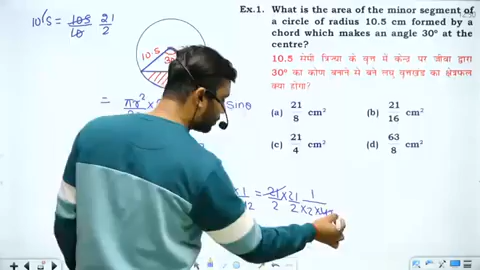 Ex.1. What is the area of the minor segment of
a circle of radius 10.5 cm formed by a
chord which makes an angle 30° at the
centre?
10.5 सेमी त्रिज्या के वृत्त में केन्द्र पर जीवा द्वारा
30° का कोण बनाने से बने लघु वृत्तखंड का क्षेत्रफल
क्या होगा?
(a) 21/8 cm² (b) 21/16 cm²
(c) 21/4 cm² (d) 63/8 cm²
10.5 = 105/10 21/2
10.5
30
= πr²
Sinθ
= 21/2 × 21/2 1